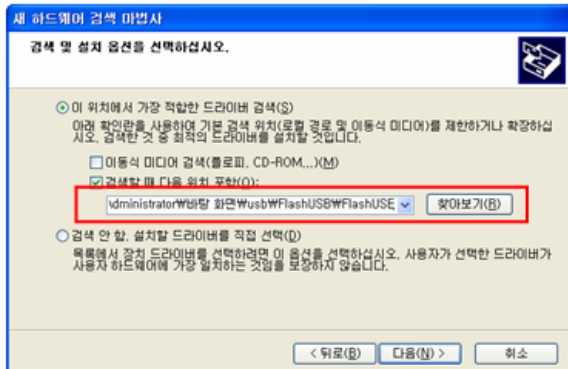 새 하드웨어 검색 마법사
검색 및 설치 옵션을 선택하십시오.
이 위치에서 가장 적합한 드라이버 검색(S)
아래 확인란을 사용하여 기본 검색 위치(로컬 경로 및 이동식 미디어)를 제한하거나 확장하십
시오. 검색한 것 중 최적의 드라이버를 설치할 것입니다.
이동식 미디어 검색(플로피, CD-ROM...)(M)
검색할 때 다음 위치 포함(O):
dministrator₩바탕 화면₩usb₩FlashUSB₩FlashUSE
찾아보기(R)
검색 안 함. 설치할 드라이버를 직접 선택(D)
목록에서 장치 드라이버를 선택하려면 이 옵션을 선택하십시오. 사용자가 선택한 드라이버가
사용자 하드웨어에 가장 일치하는 것임을 보장하지 않습니다.
< 뒤로(B) 다음(N) > 취소